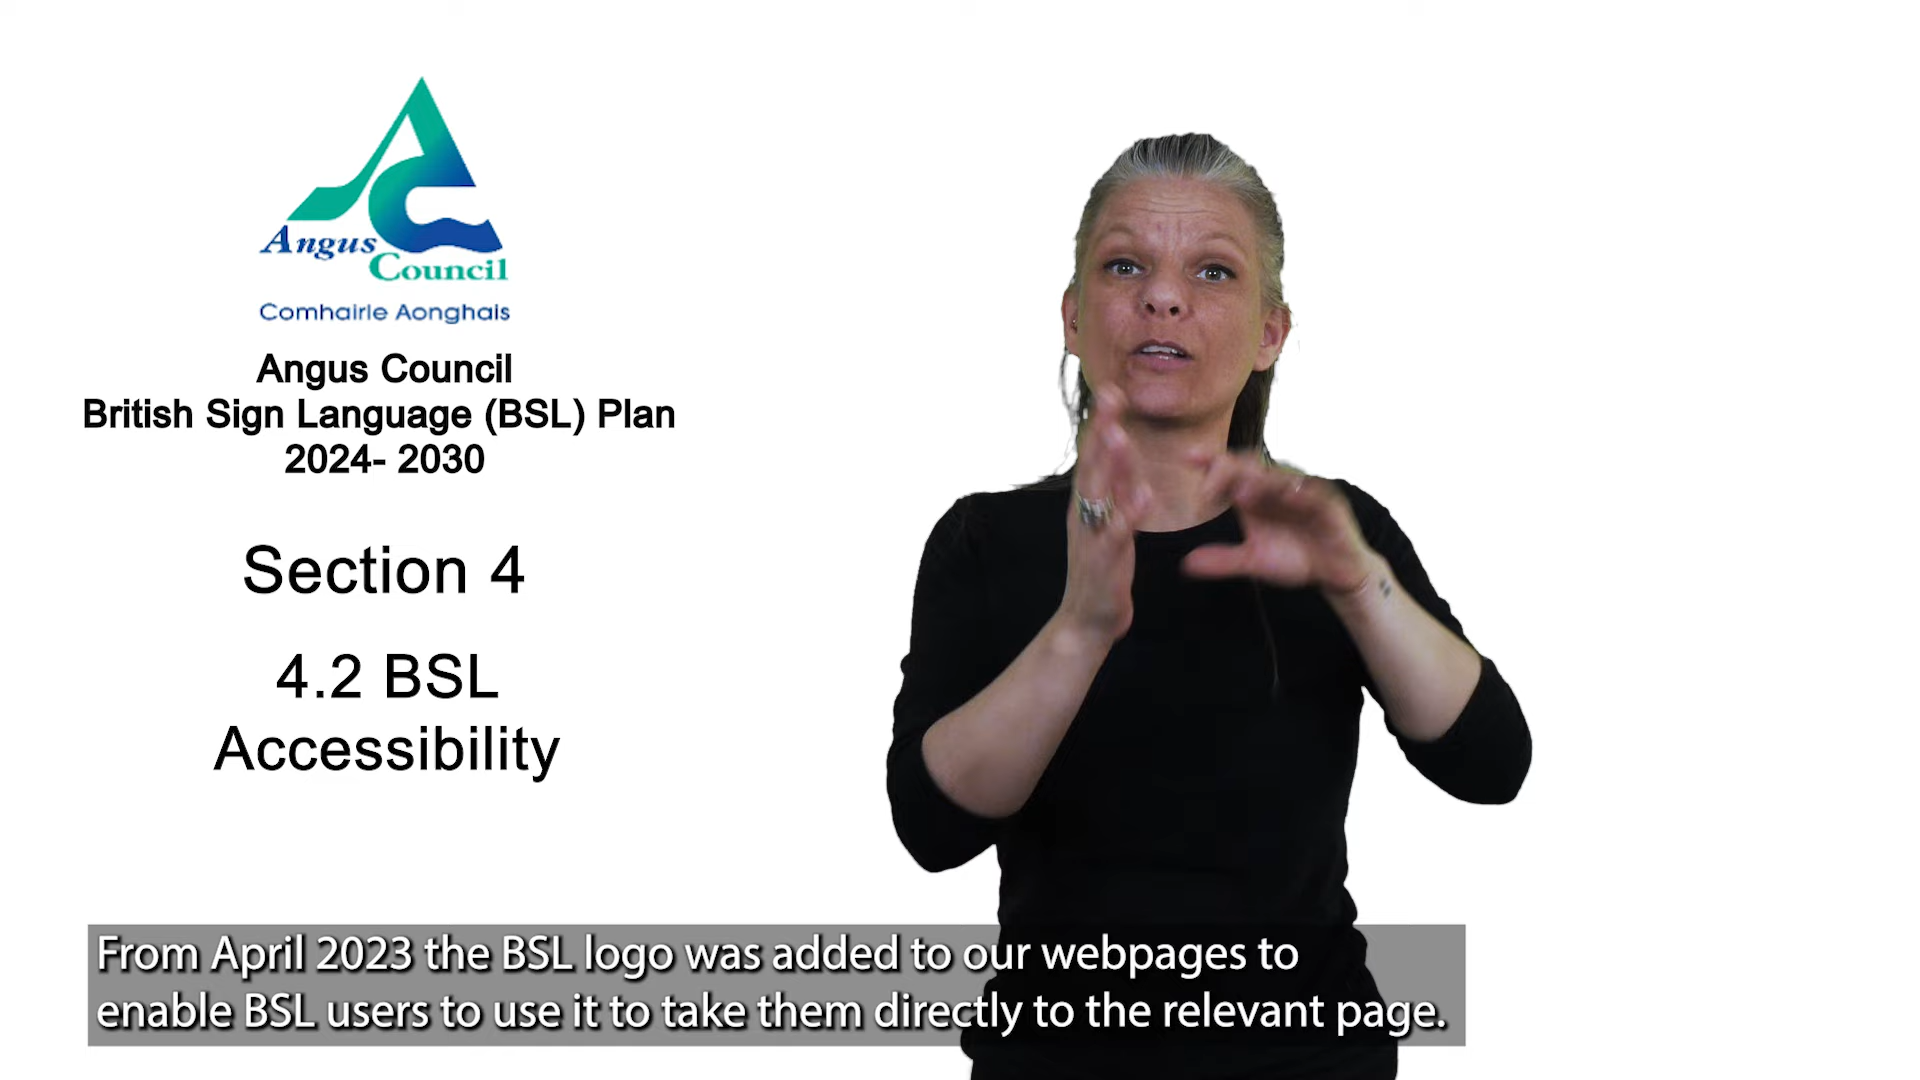 Angus
Council
Comhairle Aonghais
Angus Council
British Sign Language (BSL) Plan
2024- 2030
Section 4
4.2 BSL
Accessibility
From April 2023 the BSL logo was added to our webpages to
enable BSL users to use it to take them directly to the relevant page.